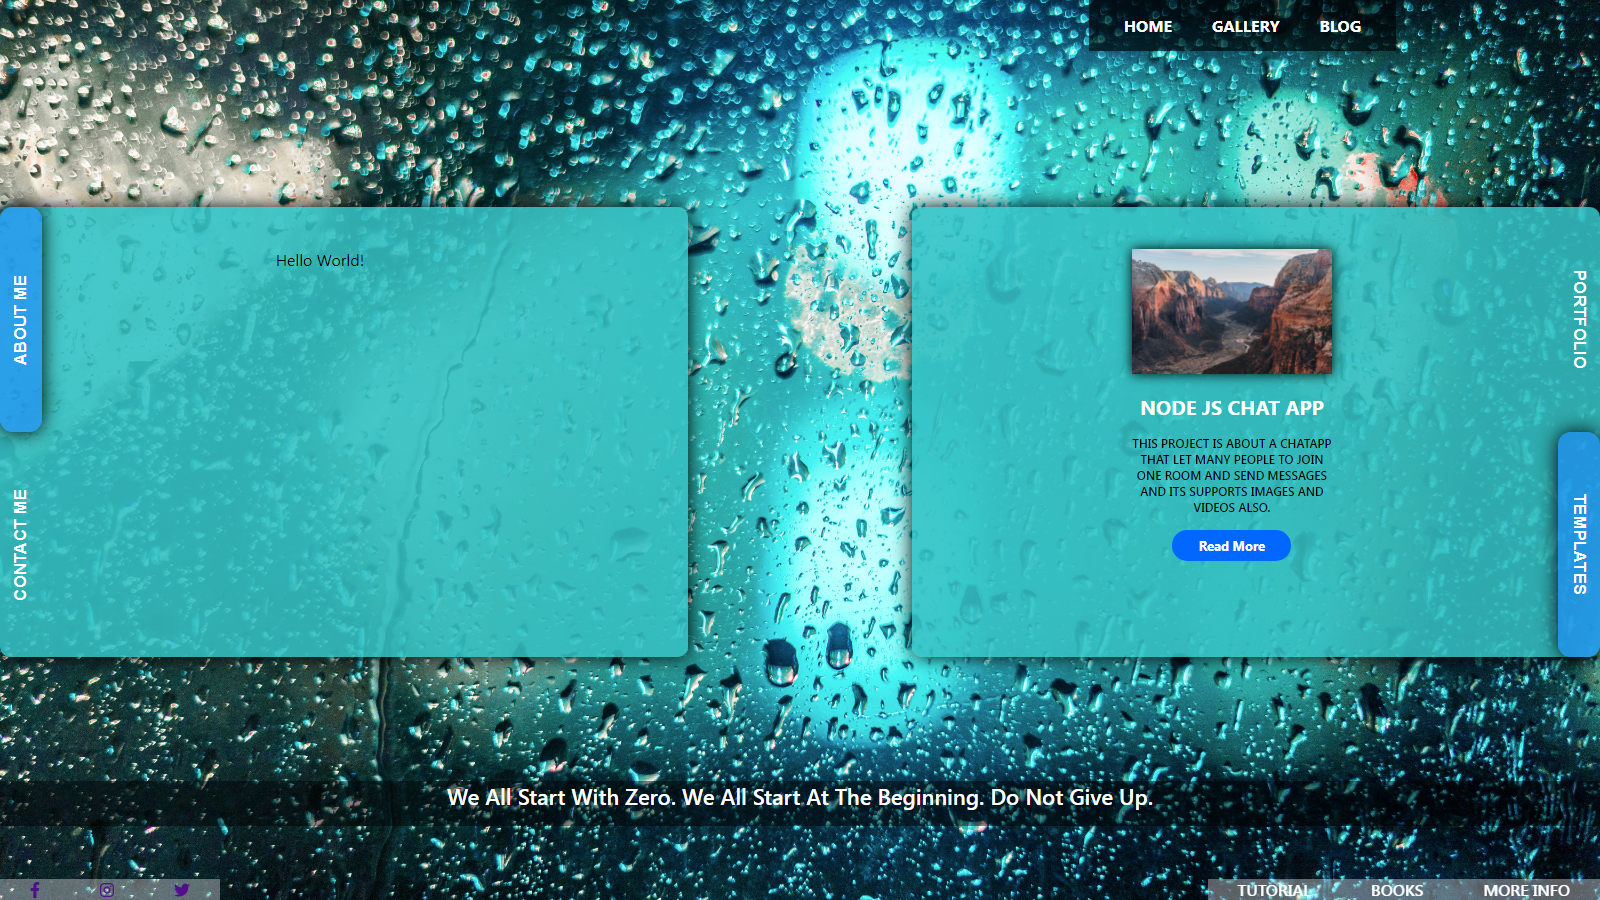 HOME GALLERY BLOG
ABOUT ME
CONTACT ME
Hello World!
NODE JS CHAT APP
THIS PROJECT IS ABOUT A CHATAPP
THAT LET MANY PEOPLE TO JOIN
ONE ROOM AND SEND MESSAGES
AND ITS SUPPORTS IMAGES AND
VIDEOS ALSO.
Read More
PORTFOLIO
TEMPLATES
We All Start With Zero. We All Start At The Beginning. Do Not Give Up.
TUTORIAL BOOKS MORE INFO